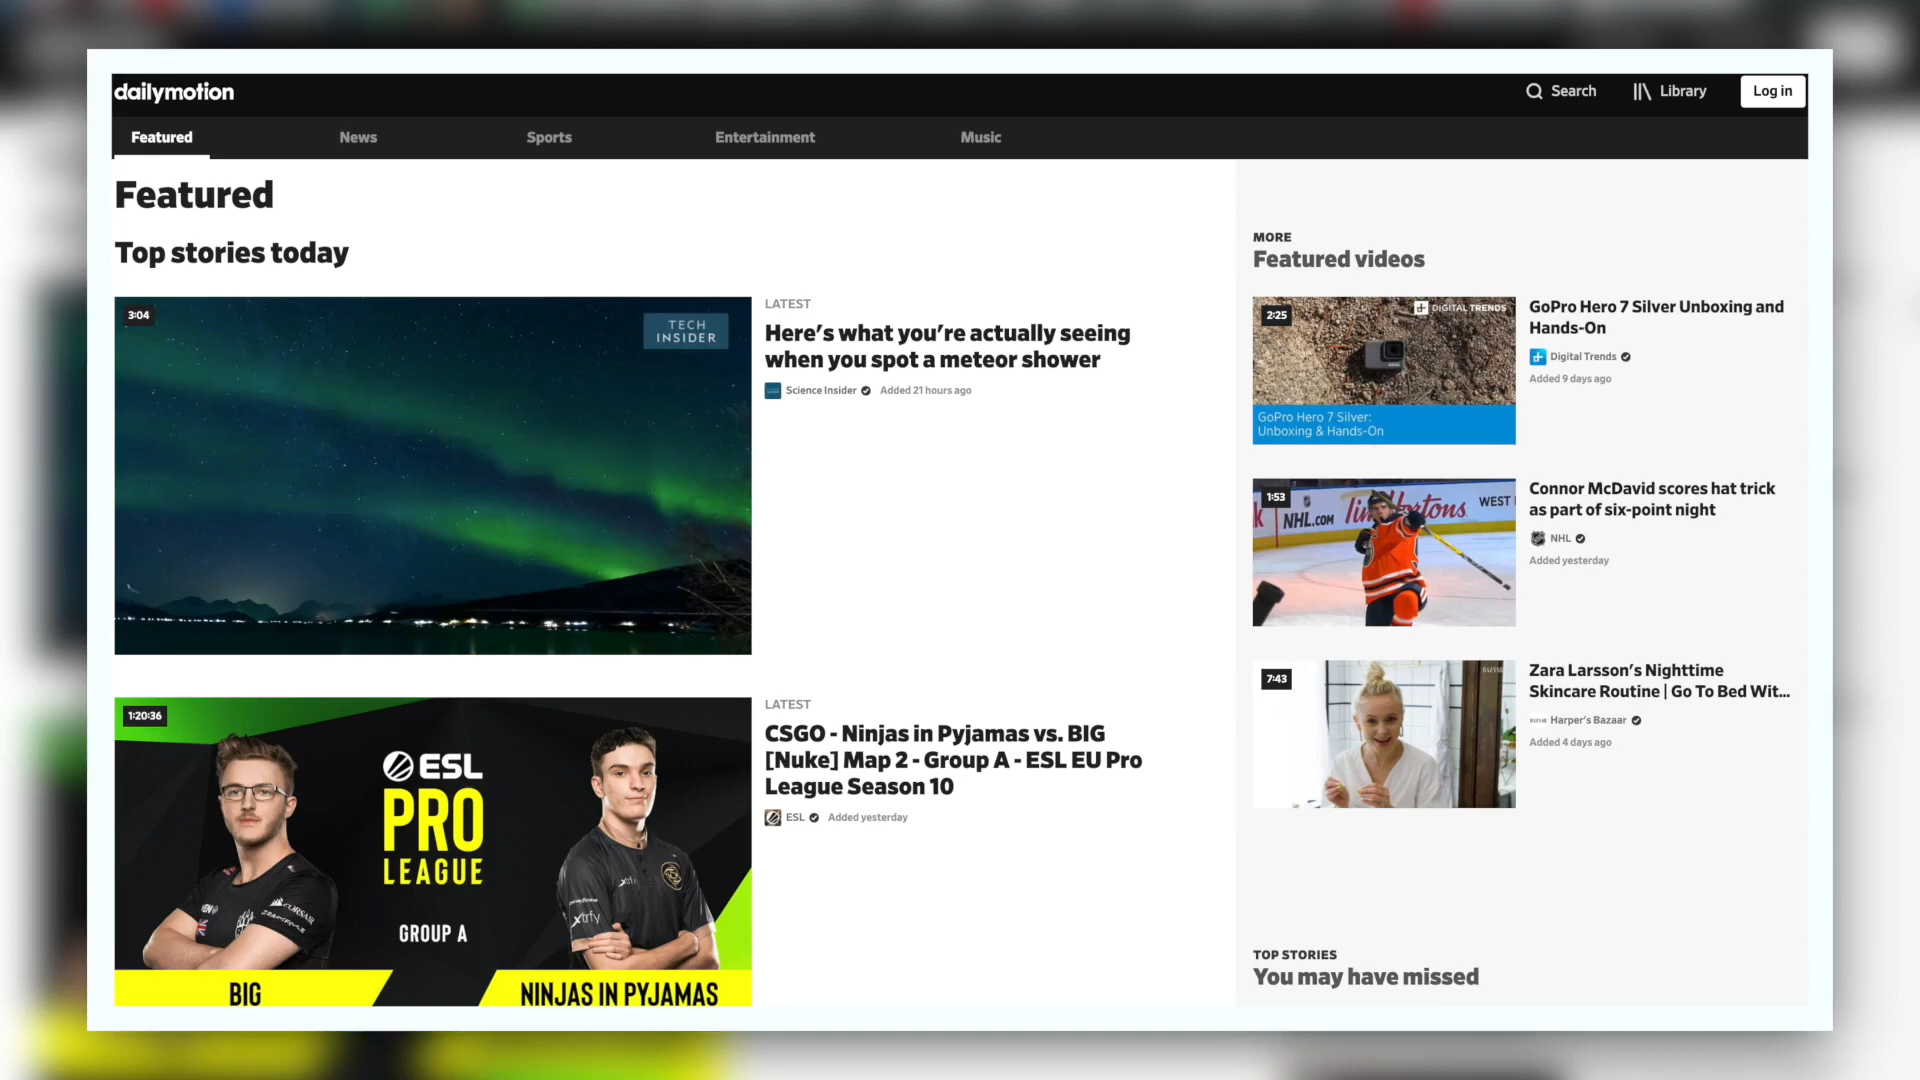 dailymotion
Search
Library
Log in
Featured
News
Sports
Entertainment
Music
Featured
Top stories today
3:04
TECH
INSIDER
LATEST
Here's what you're actually seeing
when you spot a meteor shower
Science Insider
Added 21 hours ago
1:20:36
ESL
PRO
LEAGUE
GROUP A
BIG
NINJAS IN PYJAMAS
CORSAIR
xtrfy
LATEST
CSGO - Ninjas in Pyjamas vs. BIG
[Nuke] Map 2 - Group A - ESL EU Pro
League Season 10
ESL
Added yesterday
MORE
Featured videos
2:25
DIGITAL TRENDS
GoPro Hero 7 Silver:
Unboxing & Hands-On
GoPro Hero 7 Silver Unboxing and
Hands-On
Digital Trends
Added 9 days ago
1:53
NHL.COM
Tim Hortons
WEST
Connor McDavid scores hat trick
as part of six-point night
NHL
Added yesterday
7:43
BAZAAR
Zara Larsson's Nighttime
Skincare Routine | Go To Bed Wit...
Harper's Bazaar
Added 4 days ago
TOP STORIES
You may have missed